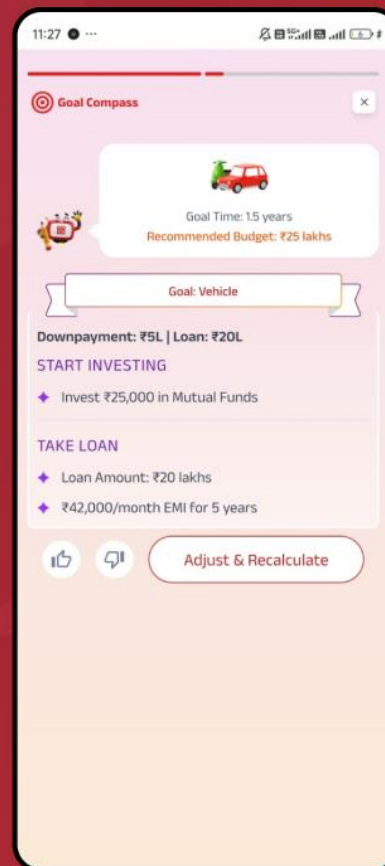 11:27
5G+
6
Goal Compass
Goal Time: 1.5 years
Recommended Budget: ₹25 lakhs
Goal: Vehicle
Downpayment: ₹5L | Loan: ₹20L
START INVESTING
Invest ₹25,000 in Mutual Funds
TAKE LOAN
Loan Amount: ₹20 lakhs
₹42,000/month EMI for 5 years
Adjust & Recalculate